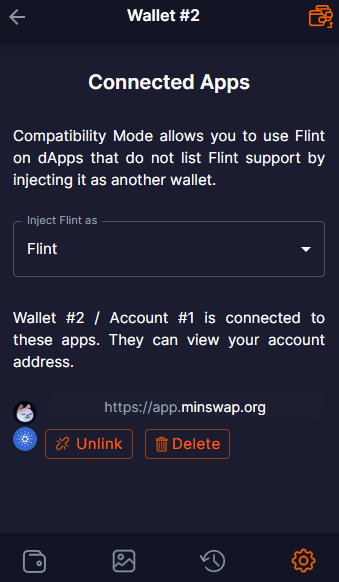 Wallet #2
Connected Apps
Compatibility Mode allows you to use Flint
on dApps that do not list Flint support by
injecting it as another wallet.
Inject Flint as
Flint
Wallet #2 / Account #1 is connected to
these apps. They can view your account
address.
https://app.minswap.org
Unlink Delete